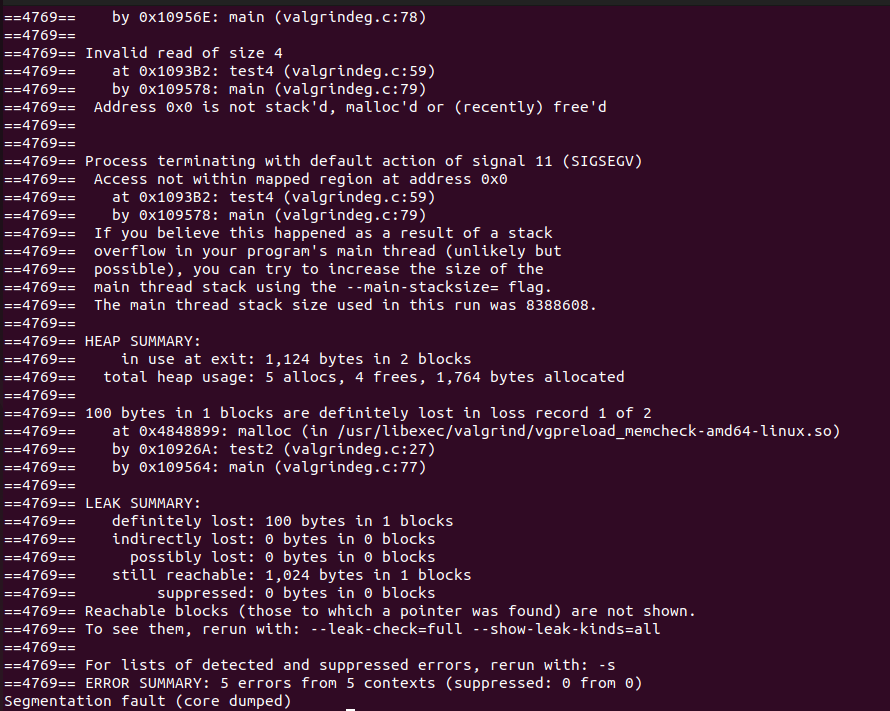 ==4769==    by 0x10956E: main (valgrindeg.c:78)
==4769==
==4769== Invalid read of size 4
==4769==    at 0x1093B2: test4 (valgrindeg.c:59)
==4769==    by 0x109578: main (valgrindeg.c:79)
==4769==  Address 0x0 is not stack'd, malloc'd or (recently) free'd
==4769==
==4769==
==4769== Process terminating with default action of signal 11 (SIGSEGV)
==4769==  Access not within mapped region at address 0x0
==4769==    at 0x1093B2: test4 (valgrindeg.c:59)
==4769==    by 0x109578: main (valgrindeg.c:79)
==4769==  If you believe this happened as a result of a stack
==4769==  overflow in your program's main thread (unlikely but
==4769==  possible), you can try to increase the size of the
==4769==  main thread stack using the --main-stacksize= flag.
==4769==  The main thread stack size used in this run was 8388608.
==4769==
==4769== HEAP SUMMARY:
==4769==     in use at exit: 1,124 bytes in 2 blocks
==4769==   total heap usage: 5 allocs, 4 frees, 1,764 bytes allocated
==4769==
==4769== 100 bytes in 1 blocks are definitely lost in loss record 1 of 2
==4769==    at 0x4848899: malloc (in /usr/libexec/valgrind/vgpreload_memcheck-amd64-linux.so)
==4769==    by 0x10926A: test2 (valgrindeg.c:27)
==4769==    by 0x109564: main (valgrindeg.c:77)
==4769==
==4769== LEAK SUMMARY:
==4769==    definitely lost: 100 bytes in 1 blocks
==4769==    indirectly lost: 0 bytes in 0 blocks
==4769==      possibly lost: 0 bytes in 0 blocks
==4769==    still reachable: 1,024 bytes in 1 blocks
==4769==         suppressed: 0 bytes in 0 blocks
==4769== Reachable blocks (those to which a pointer was found) are not shown.
==4769== To see them, rerun with: --leak-check=full --show-leak-kinds=all
==4769==
==4769== For lists of detected and suppressed errors, rerun with: -s
==4769== ERROR SUMMARY: 5 errors from 5 contexts (suppressed: 0 from 0)
Segmentation fault (core dumped)